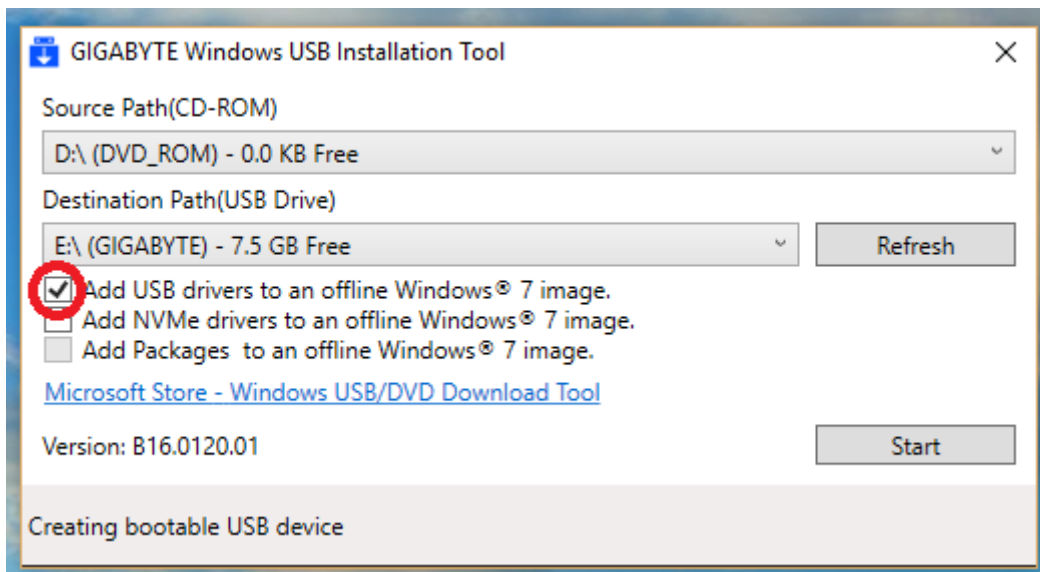 GIGABYTE Windows USB Installation Tool
Source Path(CD-ROM)
D:\ (DVD_ROM) - 0.0 KB Free
Destination Path(USB Drive)
E:\ (GIGABYTE) - 7.5 GB Free
Refresh
Add USB drivers to an offline Windows® 7 image.
Add NVMe drivers to an offline Windows® 7 image.
Add Packages  to an offline Windows® 7 image.
Microsoft Store - Windows USB/DVD Download Tool
Version: B16.0120.01
Start
Creating bootable USB device